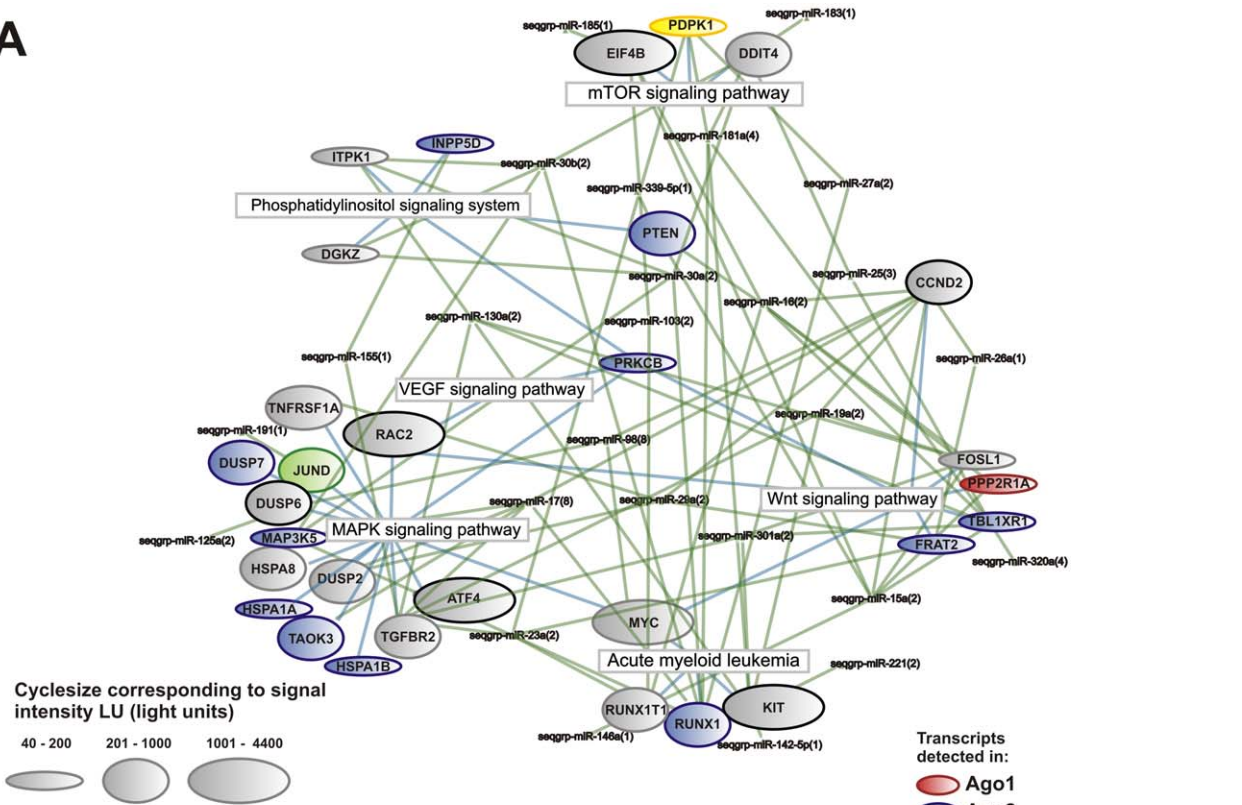 A
seqgrp-miR-185(1)
PDPK1
seqgrp-miR-183(1)
EIF4B
DDIT4
mTOR signaling pathway
seqgrp-miR-181a(4)
INPP5D
ITPK1
seqgrp-miR-30b(2)
seqgrp-miR-339-5p(1)
seqgrp-miR-27a(2)
Phosphatidylinositol signaling system
PTEN
DGKZ
seqgrp-miR-30a(2)
seqgrp-miR-25(3)
CCND2
seqgrp-miR-16(2)
seqgrp-miR-130a(2)
seqgrp-miR-103(2)
seqgrp-miR-155(1)
PRKCB
seqgrp-miR-26a(1)
VEGF signaling pathway
TNFRSF1A
seqgrp-miR-19a(2)
seqgrp-miR-191(1)
RAC2
seqgrp-miR-98(8)
DUSP7
JUND
FOSL1
PPP2R1A
DUSP6
seqgrp-miR-17(8)
seqgrp-miR-29a(2)
Wnt signaling pathway
TBL1XR1
MAPK signaling pathway
seqgrp-miR-125a(2)
MAP3K5
seqgrp-miR-301a(2)
FRAT2
seqgrp-miR-320a(4)
HSPA8
DUSP2
ATF4
seqgrp-miR-15a(2)
HSPA1A
MYC
TAOK3
TGFBR2
seqgrp-miR-23a(2)
HSPA1B
Acute myeloid leukemia
seqgrp-miR-221(2)
RUNX1T1
RUNX1
KIT
seqgrp-miR-146a(1)
seqgrp-miR-142-5p(1)
Cyclesize corresponding to signal
intensity LU (light units)
40 - 200
201 - 1000
1001 - 4400
Transcripts
detected in:
Ago1